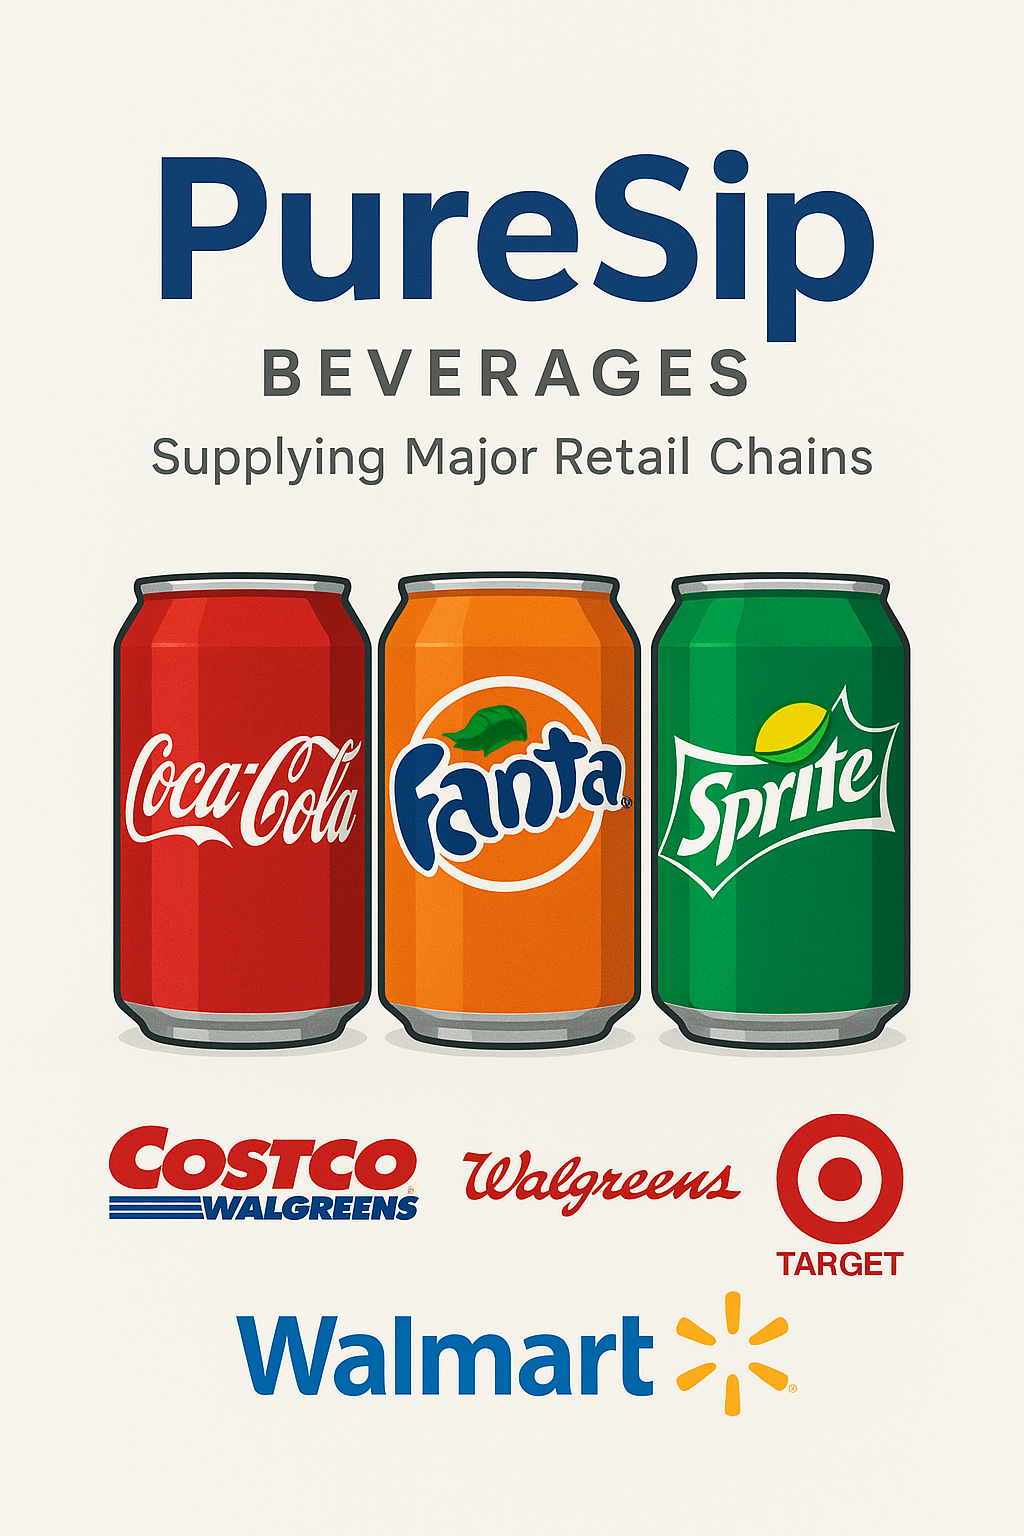 PureSip
BEVERAGES
Supplying Major Retail Chains
Coca-Cola
Fanta
Sprite
COSTCO
WALGREENS
Walgreens
TARGET
Walmart